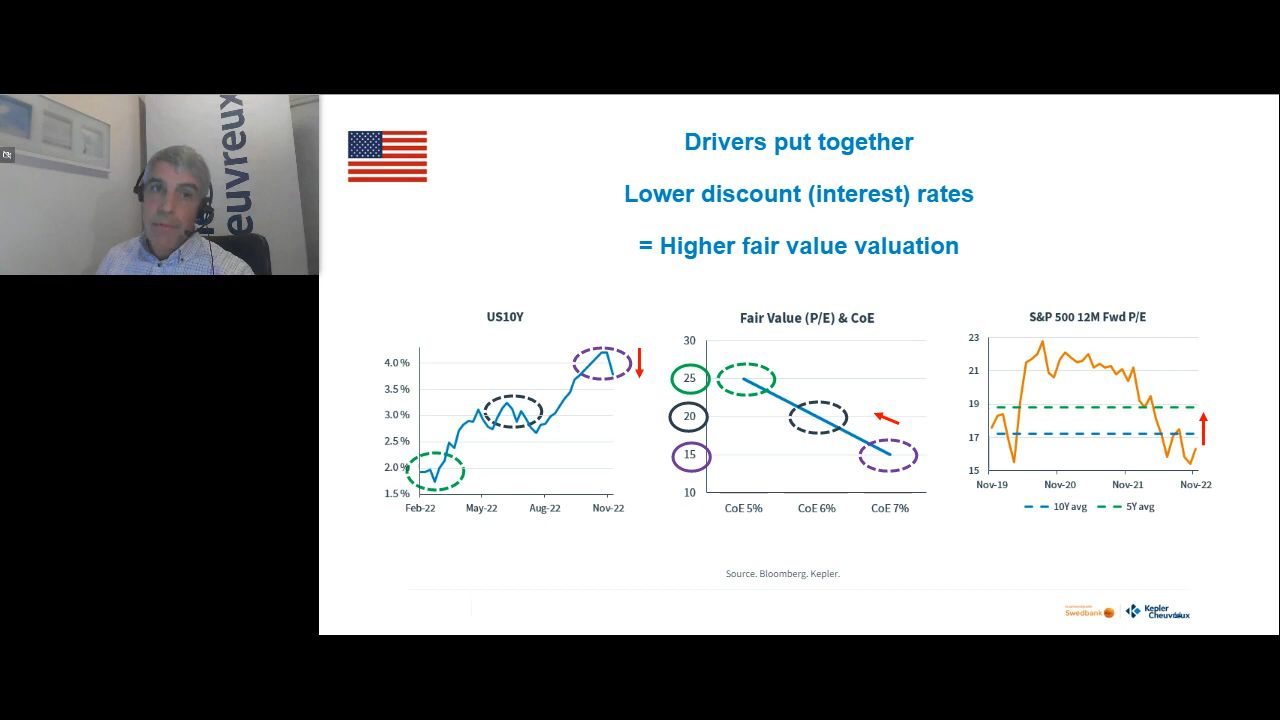 euvreux
Drivers put together
Lower discount (interest) rates
= Higher fair value valuation
US10Y
4.0 %
3.5 %
3.0 %
2.5 %
2.0 %
1.5 %
Feb-22 May-22 Aug-22 Nov-22
Fair Value (P/E) & CoE
30
25
20
15
10
CoE 5% CoE 6% CoE 7%
S&P 500 12M Fwd P/E
23
21
19
17
15
Nov-19 Nov-20 Nov-21 Nov-22
10Y avg 5Y avg
Source. Bloomberg. Kepler.
Swedbank
Kepler
Cheuvreux